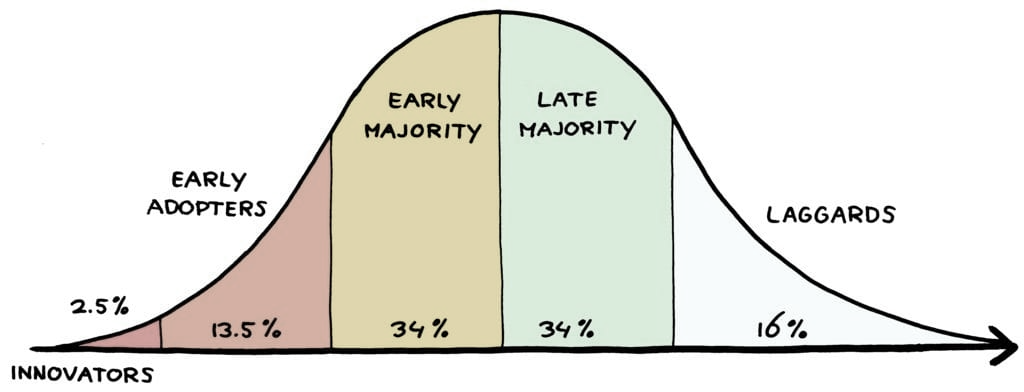 EARLY
MAJORITY
LATE
MAJORITY
EARLY
ADOPTERS
LAGGARDS
2.5%
13.5%
34%
34%
16%
INNOVATORS